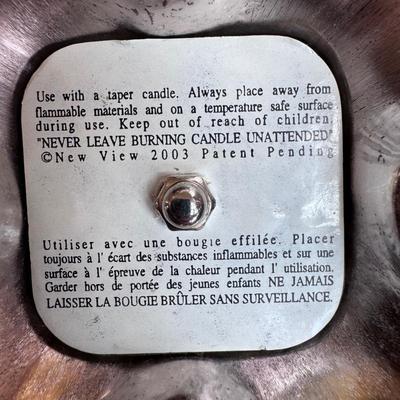 Use with a taper candle. Always place away from
flammable materials and on a temperature safe surface
during use. Keep out of reach of children.
"NEVER LEAVE BURNING CANDLE UNATTENDED"
©New View 2003 Patent Pending
Utiliser avec une bougie effilée. Placer
toujours à l' écart des substances inflammables et sur une
surface à l' épreuve de la chaleur pendant l' utilisation.
Garder hors de portée des jeunes enfants NE JAMAIS
LAISSER LA BOUGIE BRÛLER SANS SURVEILLANCE.